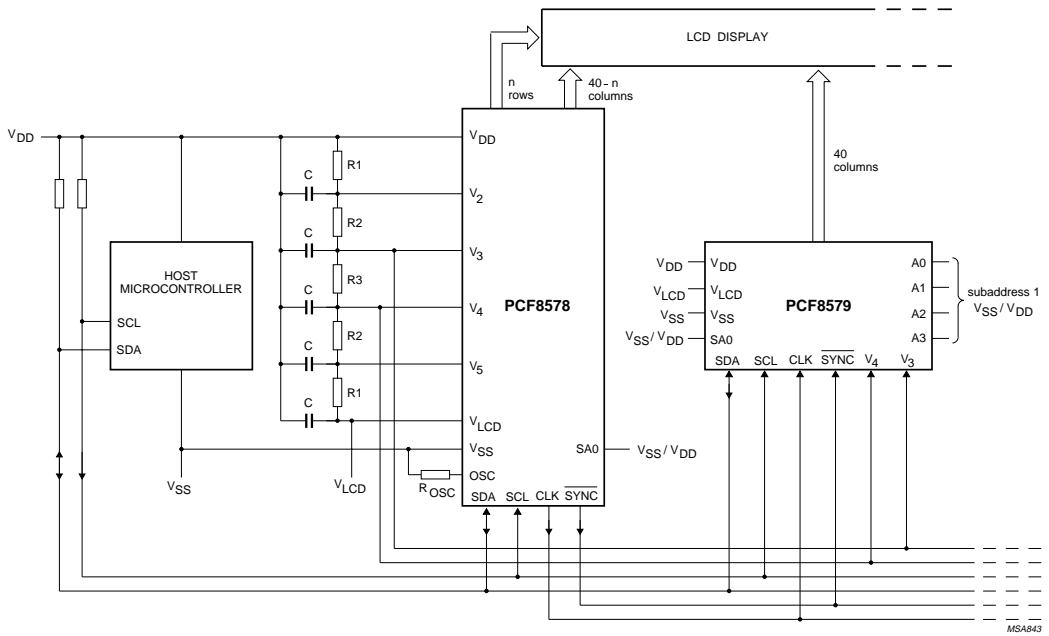 LCD DISPLAY
n
rows
40 - n
columns
40
columns
VDD
VDD
R1
C
V2
R2
C
V3
R3
C
V4
R2
C
V5
R1
C
VLCD
VSS
OSC
ROSC
VSS
VLCD
HOST
MICROCONTROLLER
SCL
SDA
PCF8578
SA0
VSS / VDD
SDA
SCL
CLK
SYNC
VDD
VDD
VLCD
VLCD
VSS
VSS
VSS / VDD
SA0
PCF8579
A0
A1
A2
A3
subaddress 1
VSS / VDD
SDA
SCL
CLK
SYNC
V4
V3
MSA843